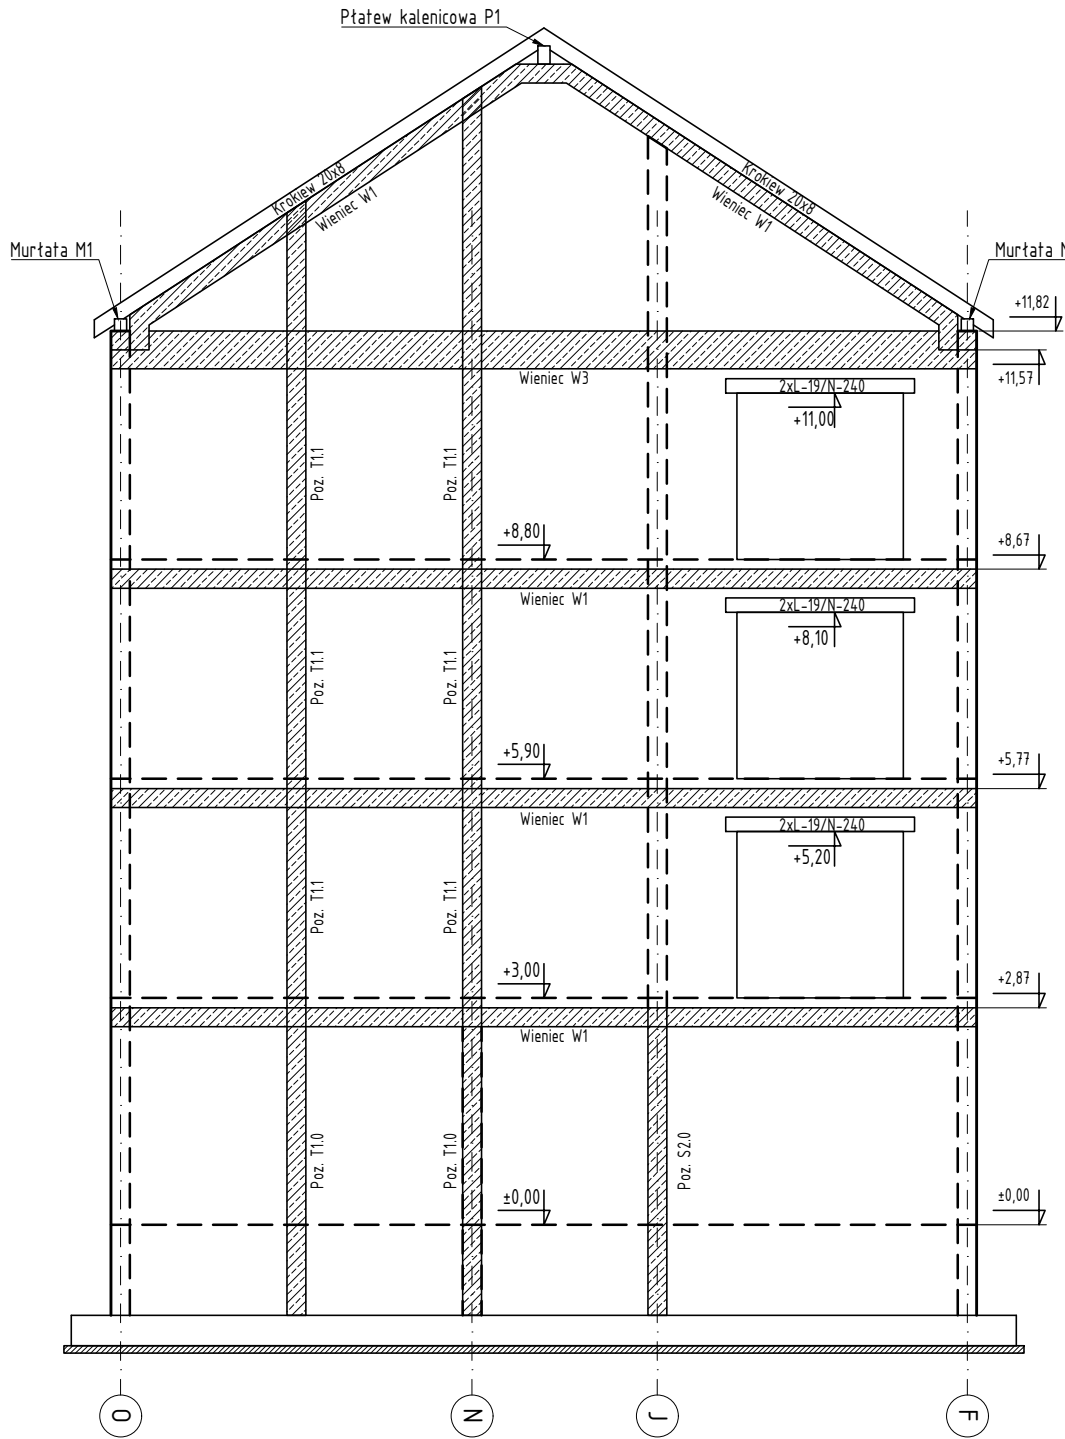 Płatew kalenicowa P1
Krokiew 20x8
Wieniec W1
Krokiew 20x8
Wieniec W1
Murłata M1
Murłata
+11,82
Wieniec W3
+11,57
2xL-19/N-240
+11,00
Poz. T1.1
Poz. T1.1
+8,80
+8,67
Wieniec W1
2xL-19/N-240
+8,10
Poz. T1.1
Poz. T1.1
+5,90
+5,77
Wieniec W1
2xL-19/N-240
+5,20
Poz. T1.1
Poz. T1.1
+3,00
+2,87
Wieniec W1
Poz. T1.0
Poz. T1.0
Poz. S2.0
±0,00
±0,00
O
N
J
F